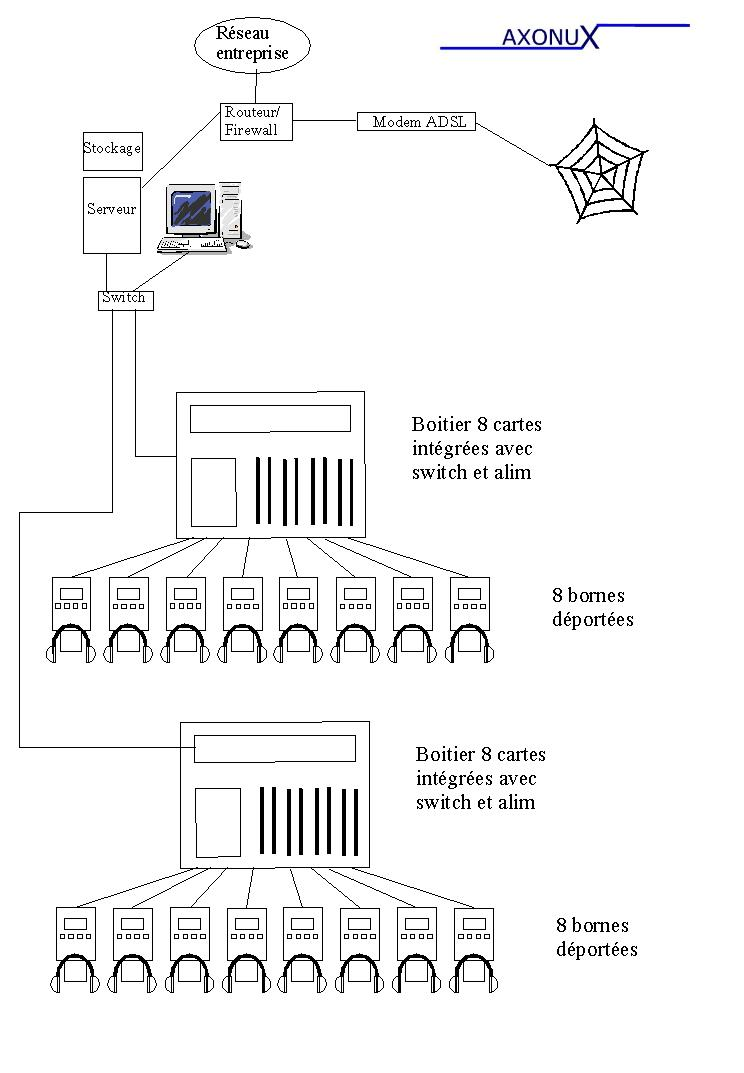 Réseau
entreprise
AXONUX
Routeur/
Firewall
Modem ADSL
Stockage
Serveur
Switch
Boitier 8 cartes
intégrées avec
switch et alim
8 bornes
déportées
Boitier 8 cartes
intégrées avec
switch et alim
8 bornes
déportées